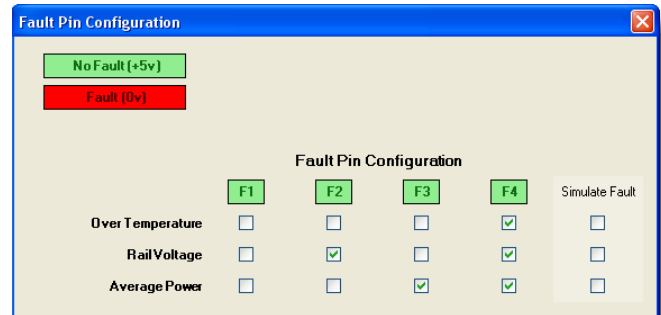 Fault Pin Configuration
No Fault (+5v)
Fault (0v)
Fault Pin Configuration
F1 F2 F3 F4 Simulate Fault
Over Temperature
Rail Voltage
Average Power